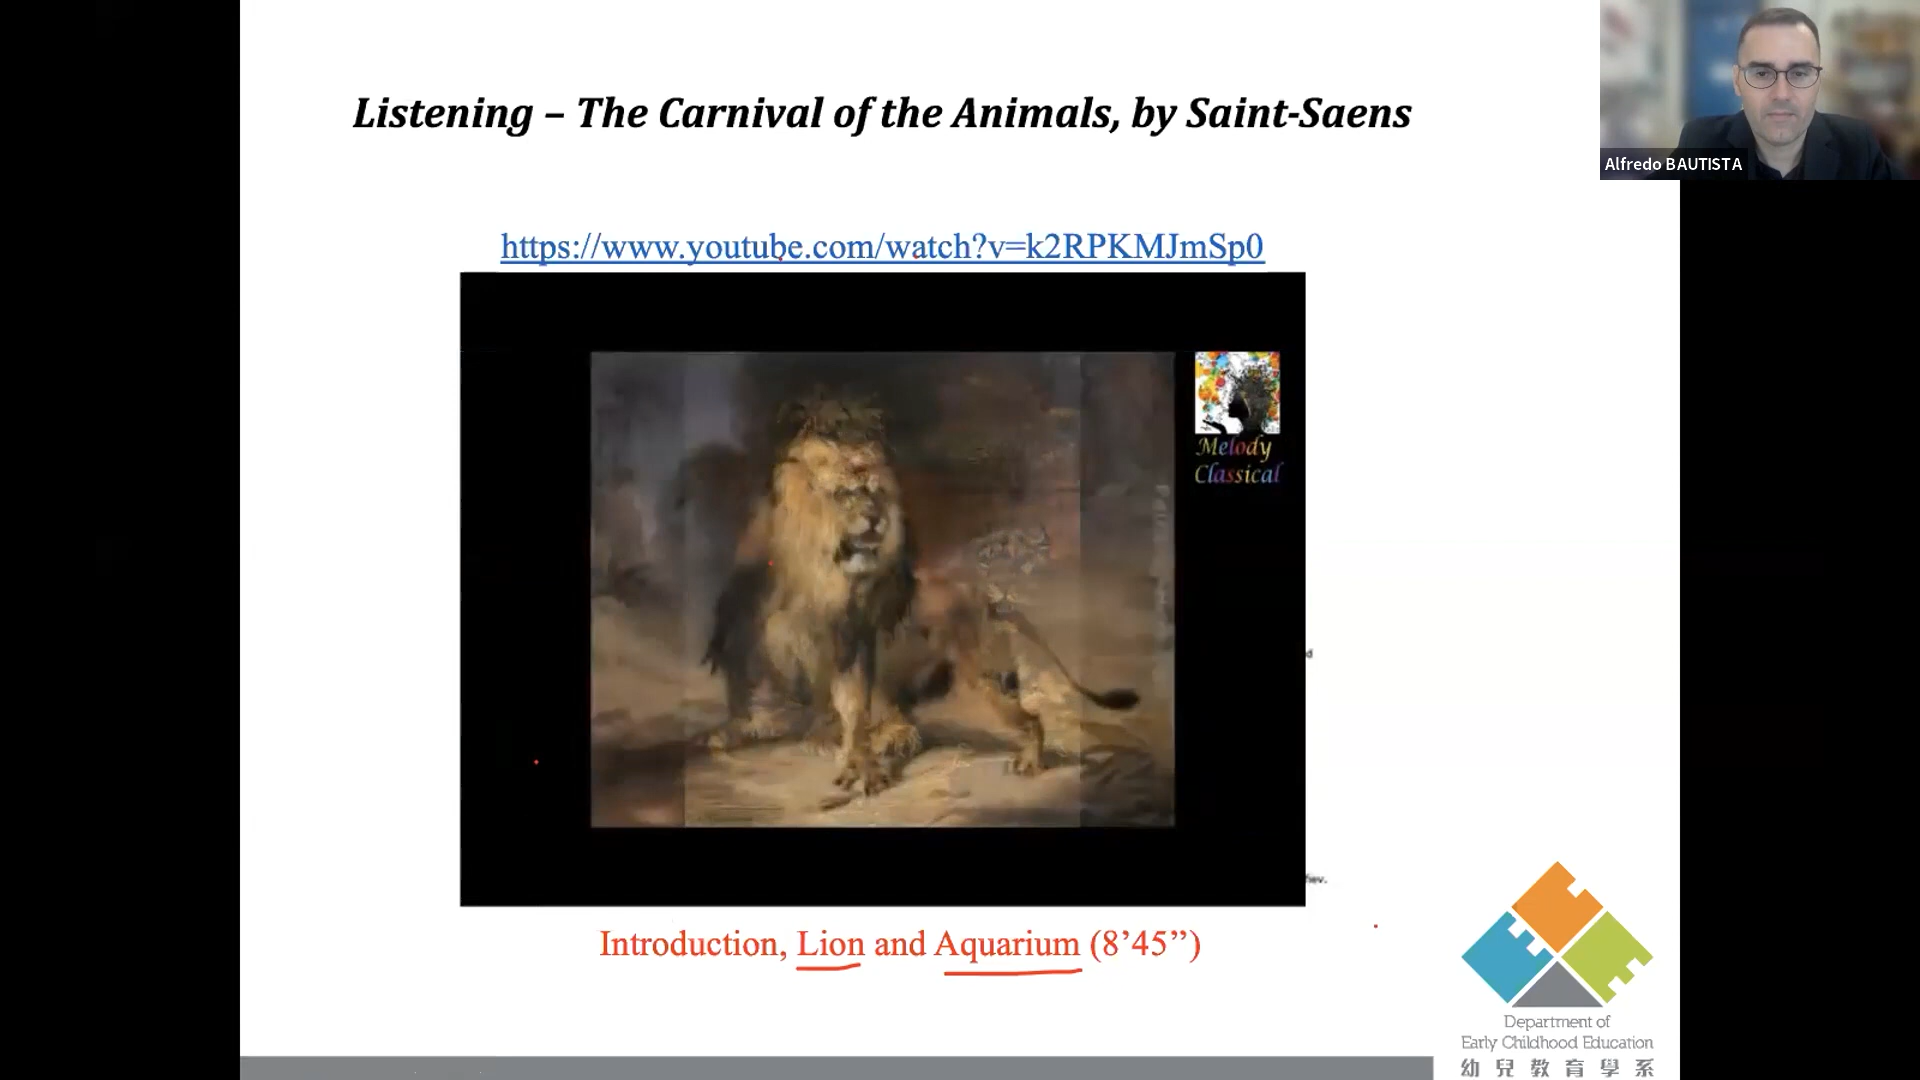 Listening – The Carnival of the Animals, by Saint-Saens
Alfredo BAUTISTA
https://www.youtube.com/watch?v=k2RPKMJmSp0
Melody
Classical
Introduction, Lion and Aquarium (8’45”)
Department of
Early Childhood Education
幼兒教育學系